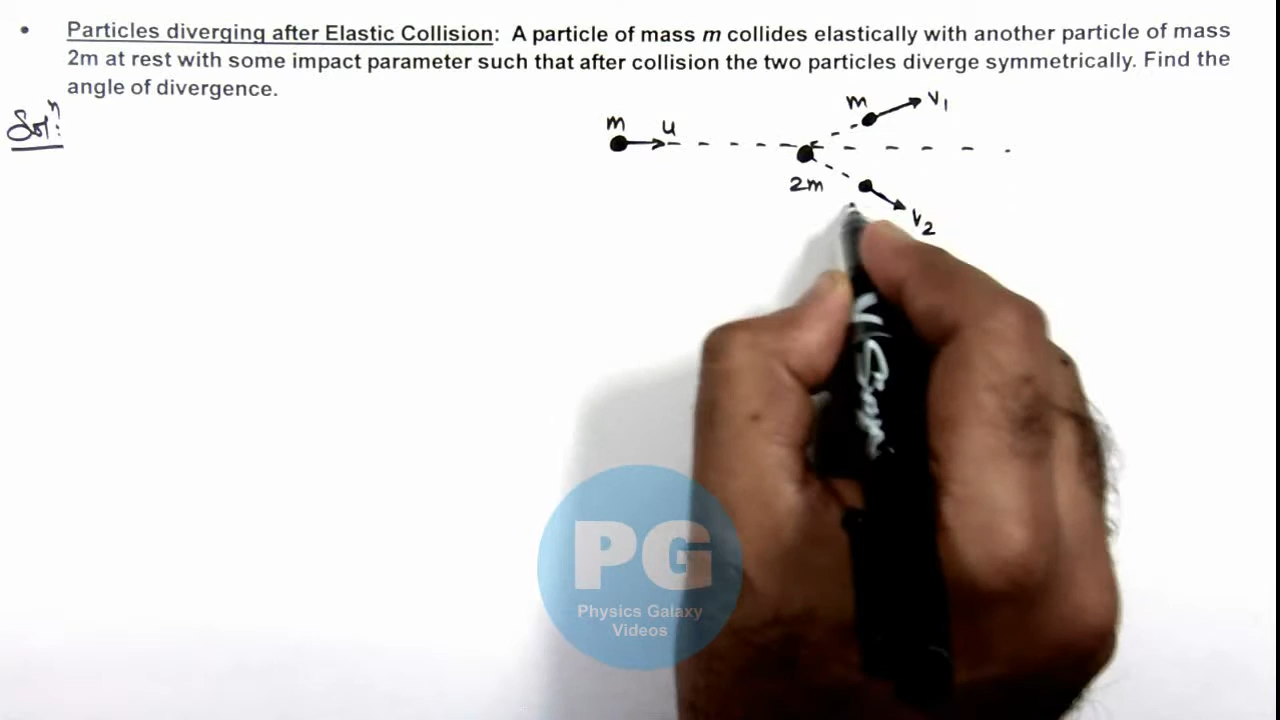 • Particles diverging after Elastic Collision: A particle of mass m collides elastically with another particle of mass
2m at rest with some impact parameter such that after collision the two particles diverge symmetrically. Find the
angle of divergence.
Solⁿ:
m
u
m
v₁
2m
v₂
PG
Physics Galaxy
Videos